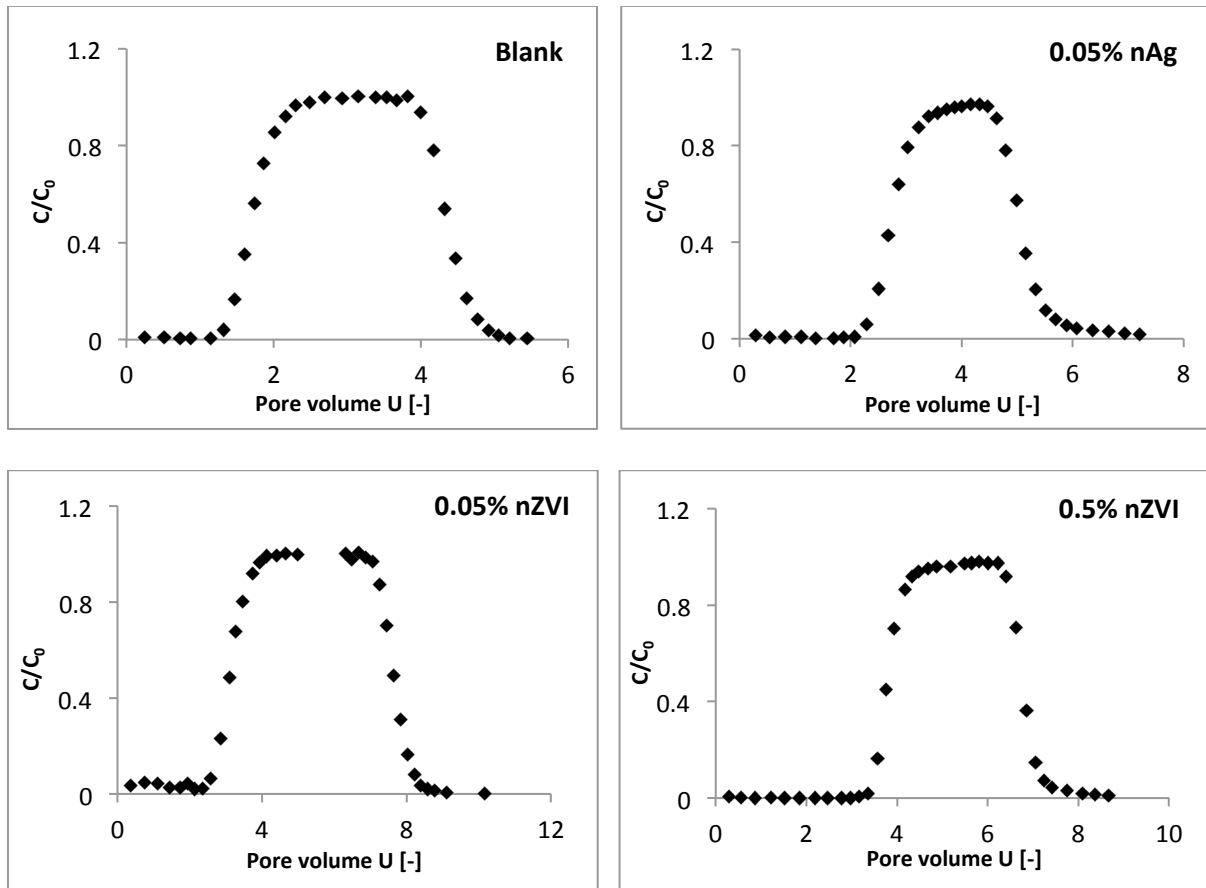 Blank
1.2
0.8
0.4
0
C/C₀
0 2 4 6
Pore volume U [-]
0.05% nAg
1.2
0.8
0.4
0
C/C₀
0 2 4 6 8
Pore volume U [-]
0.05% nZVI
1.2
0.8
0.4
0
C/C₀
0 4 8 12
Pore volume U [-]
0.5% nZVI
1.2
0.8
0.4
0
C/C₀
0 2 4 6 8 10
Pore volume U [-]